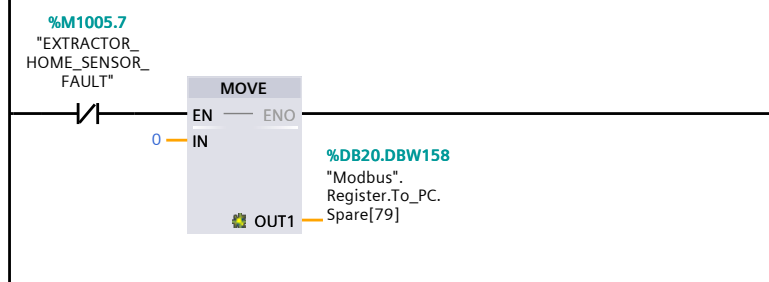 %M1005.7
"EXTRACTOR_
HOME_SENSOR_
FAULT"
MOVE
EN
ENO
0
IN
%DB20.DBW158
"Modbus".
Register.To_PC.
Spare[79]
OUT1